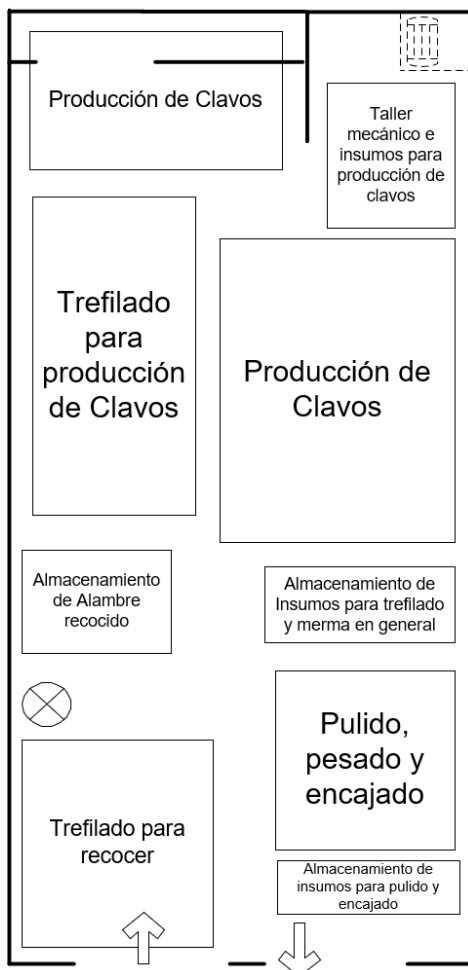 Producción de Clavos
Taller
mecánico e
insumos para
producción de
clavos
Trefilado
para
producción
de Clavos
Producción de
Clavos
Almacenamiento
de Alambre
recocido
Almacenamiento de
Insumos para trefilado
y merma en general
Pulido,
pesado y
encajado
Trefilado para
recocer
Almacenamiento de
insumos para pulido y
encajado